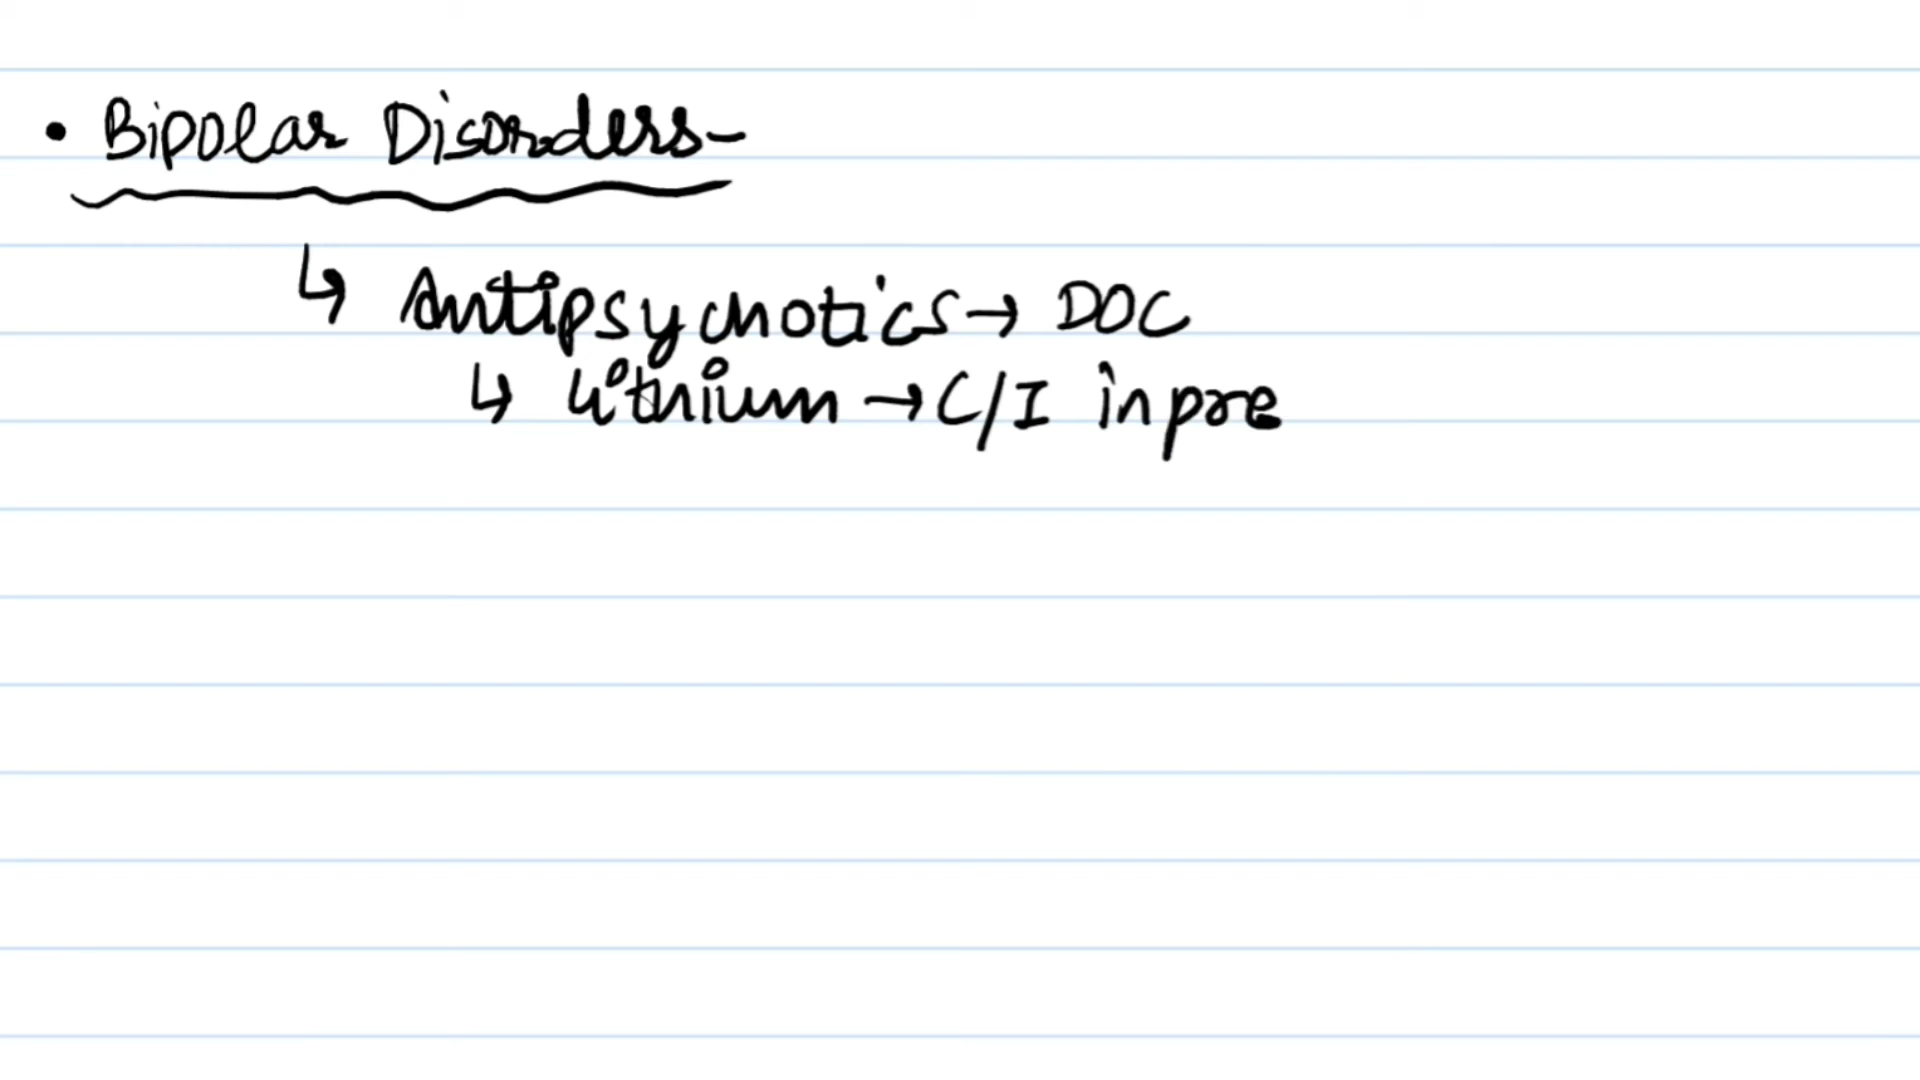 • Bipolar Disorders-
↳ Antipsychotics → DOC
↳ Lithium → C/I in pre